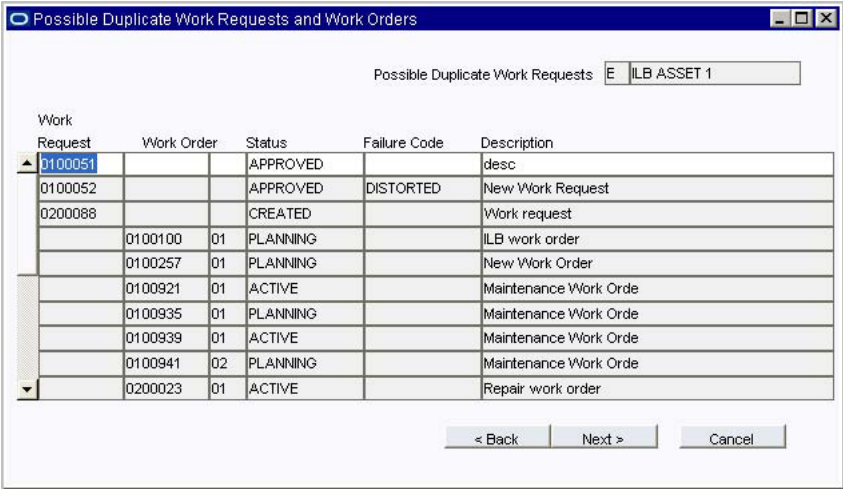 Possible Duplicate Work Requests and Work Orders
Possible Duplicate Work Requests E ILB ASSET 1
Work
Request Work Order Status Failure Code Description
0100051 APPROVED desc
0100052 APPROVED DISTORTED New Work Request
0200088 CREATED Work request
0100100 01 PLANNING ILB work order
0100257 01 PLANNING New Work Order
0100921 01 ACTIVE Maintenance Work Orde
0100935 01 PLANNING Maintenance Work Orde
0100939 01 ACTIVE Maintenance Work Orde
0100941 02 PLANNING Maintenance Work Orde
0200023 01 ACTIVE Repair work order
< Back Next > Cancel